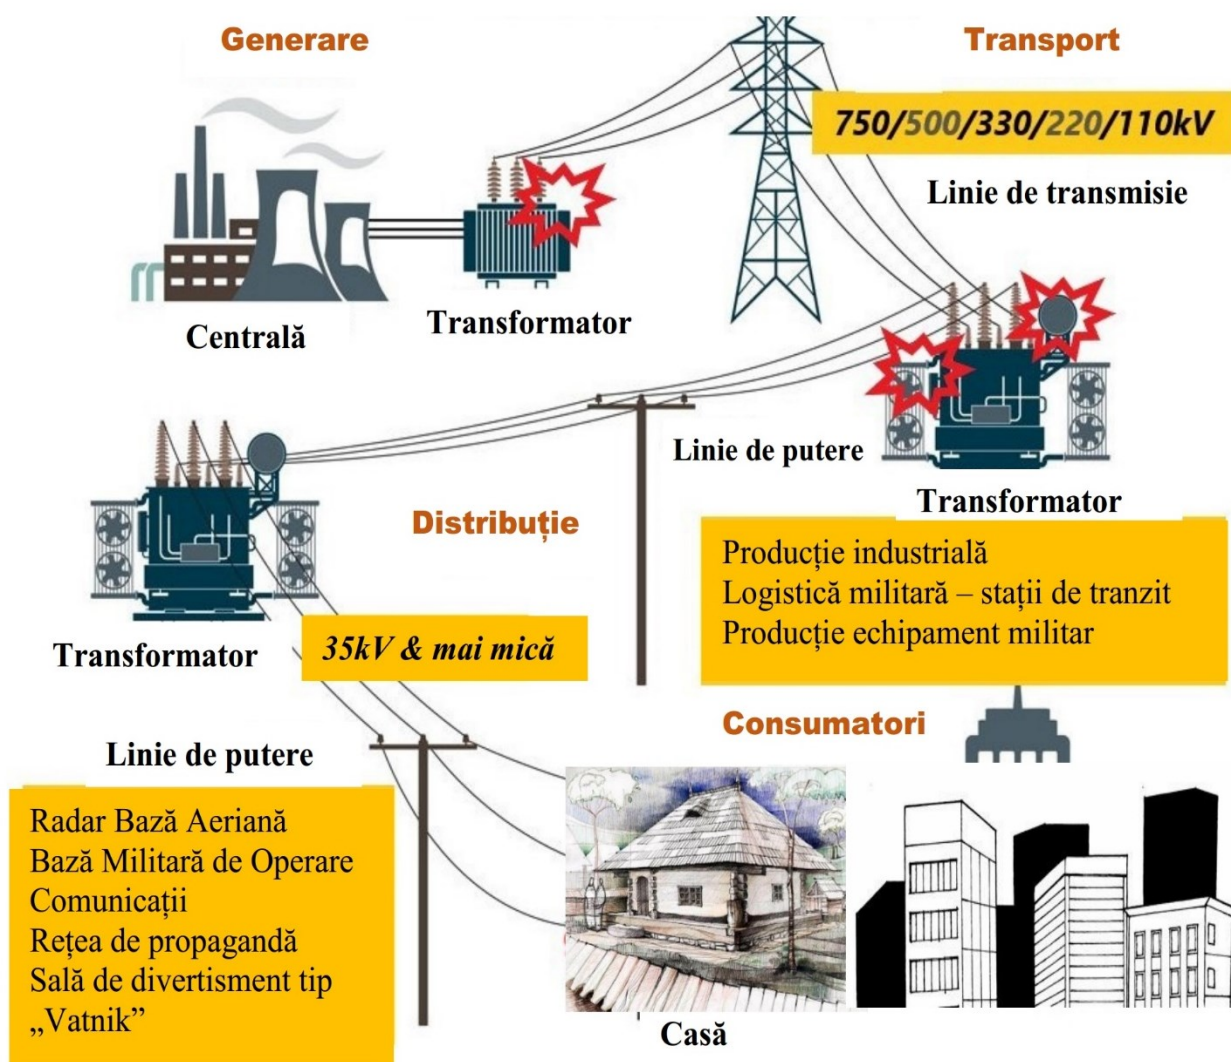 Generare
Transport
750/500/330/220/110kV
Linie de transmisie
Centrală
Transformator
Linie de putere
Transformator
Distribuție
Producție industrială
Logistică militară – stații de tranzit
Producție echipament militar
Transformator
35kV & mai mică
Consumatori
Linie de putere
Radar Bază Aeriană
Bază Militară de Operare
Comunicații
Rețea de propagandă
Sală de divertisment tip
„Vatnik”
Casă